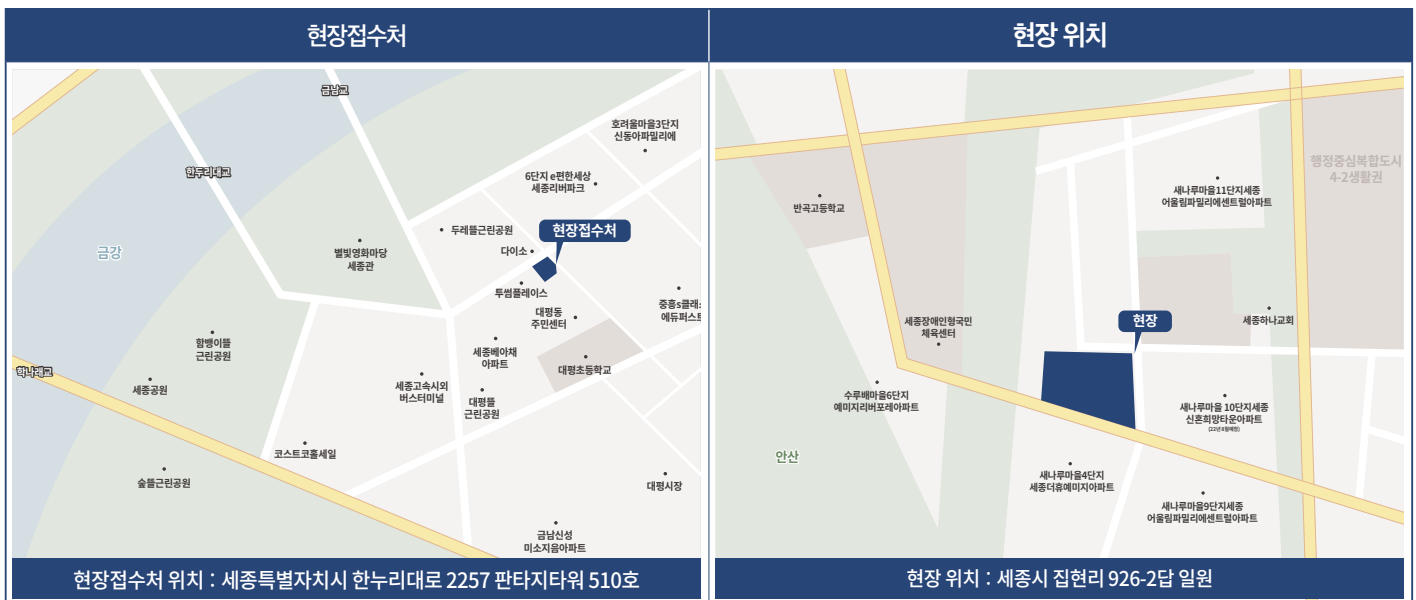 현장접수처
현장 위치
금남교
호려울마을3단지
신동아파밀리에
한두리대교
6단지 e편한세상
세종리버파크
두레뜰근린공원
현장접수처
금강
별빛영화마당
세종관
다이소
투썸플레이스
중흥s클래
에듀퍼스트
대평동
주민센터
함뱅이뜰
근린공원
세종베아채
아파트
대평초등학교
학나래교
세종공원
세종고속시외
버스터미널
대평뜰
근린공원
코스트코홀세일
숲뜰근린공원
대평시장
금남신성
미소지움아파트
행정중심복합도시
4-2생활권
반곡고등학교
새나루마을11단지세종
어울림파밀리에센트럴아파트
세종장애인형국민
체육센터
현장
세종하나교회
수루배마을6단지
예미지리버포레아파트
새나루마을 10단지세종
신혼희망타운아파트
안산
새나루마을4단지
세종더휴예미지아파트
새나루마을9단지세종
어울림파밀리에센트럴아파트
현장접수처 위치 : 세종특별자치시 한누리대로 2257 판타지타워 510호
현장 위치 : 세종시 집현리 926-2답 일원